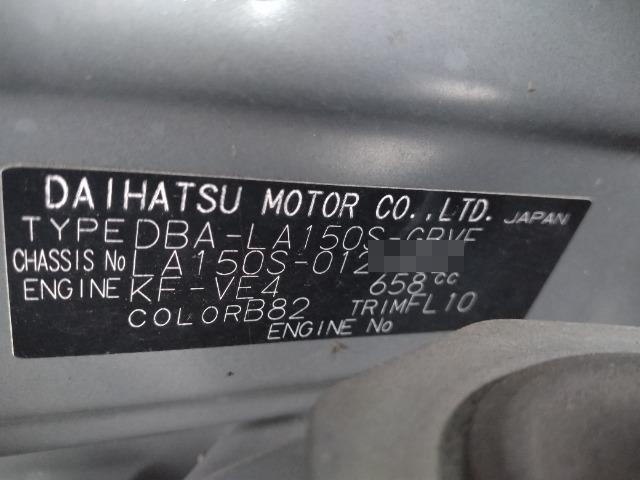 DAIHATSU MOTOR CO.,LTD. JAPAN
TYPE DBA-LA150S-GBVF
CHASSIS No LA150S-012
ENGINE KF-VE4 658cc
COLOR B82 TRIM FL10
ENGINE No